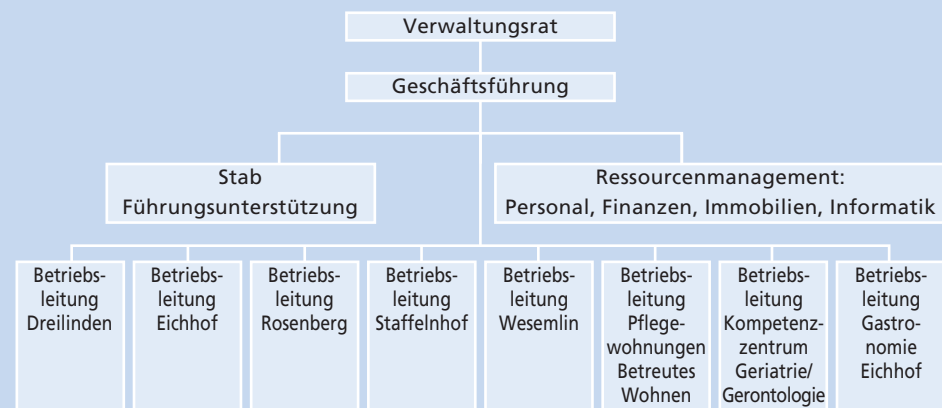 Verwaltungsrat
Geschäftsführung
Stab
Führungsunterstützung
Ressourcenmanagement:
Personal, Finanzen, Immobilien, Informatik
Betriebs-
leitung
Dreilinden
Betriebs-
leitung
Eichhof
Betriebs-
leitung
Rosenberg
Betriebs-
leitung
Staffelnhof
Betriebs-
leitung
Wesemlin
Betriebs-
leitung
Pflege-
wohnungen
Betreutes
Wohnen
Betriebs-
leitung
Kompetenz-
zentrum
Geriatrie/
Gerontologie
Betriebs-
leitung
Gastro-
nomie
Eichhof